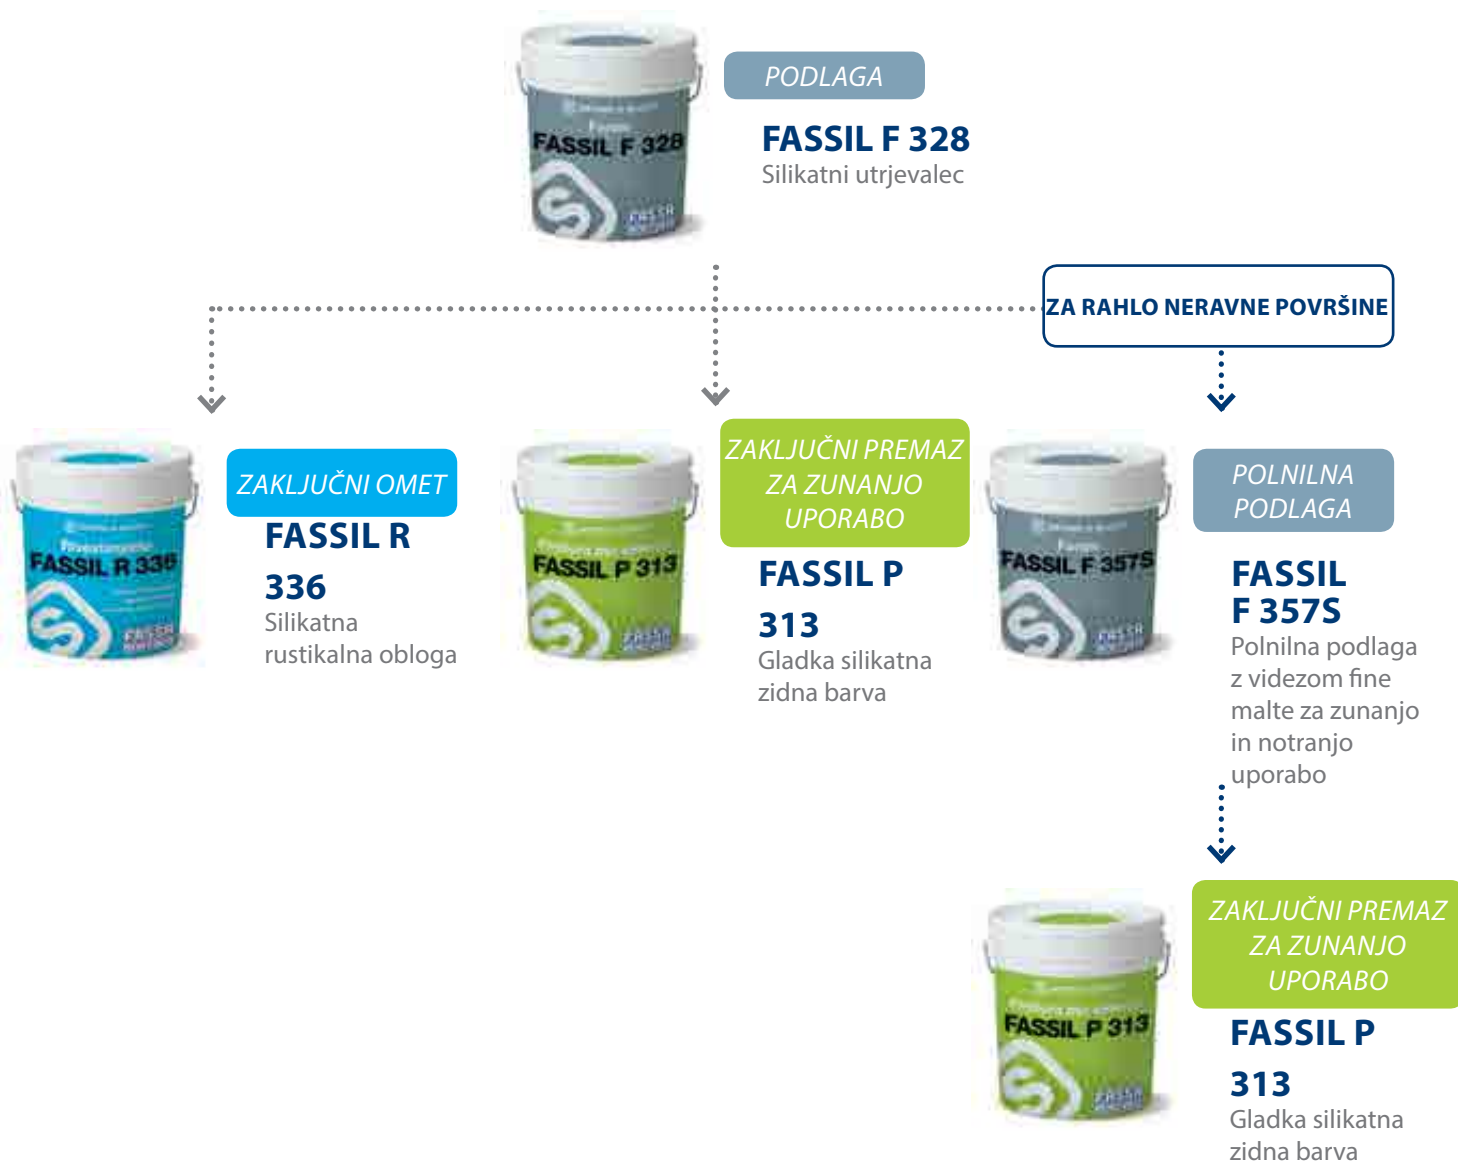 FASSIL F 328
PODLAGA
FASSIL F 328
Silikatni utrjevalec
ZA RAHLO NERAVNE POVRŠINE
FASSIL R 336
ZAKLJUČNI OMET
FASSIL R
336
Silikatna
rustikalna obloga
FASSIL P 313
ZAKLJUČNI PREMAZ
ZA ZUNANJO
UPORABO
FASSIL P
313
Gladka silikatna
zidna barva
FASSIL F 357S
POLNILNA
PODLAGA
FASSIL
F 357S
Polnilna podlaga
z videzom fine
malte za zunanjo
in notranjo
uporabo
FASSIL P 313
ZAKLJUČNI PREMAZ
ZA ZUNANJO
UPORABO
FASSIL P
313
Gladka silikatna
zidna barva